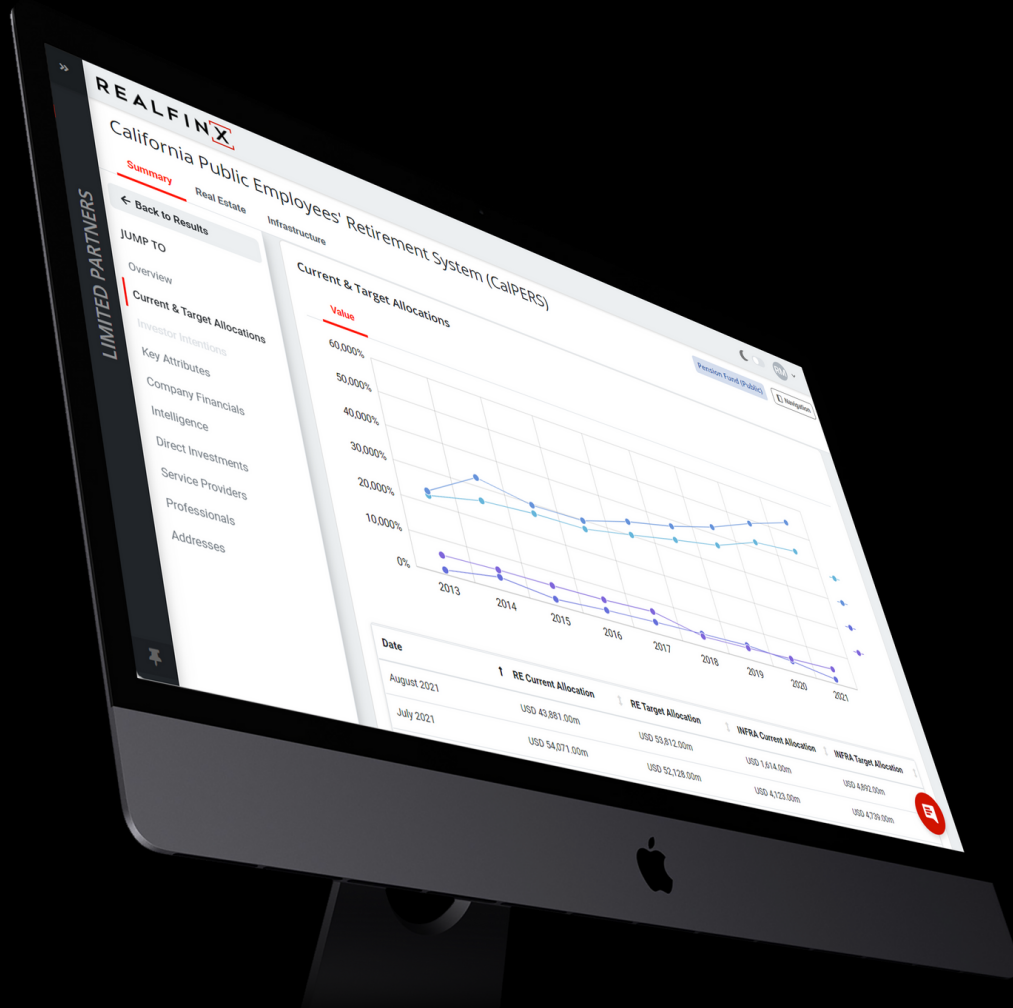 REALFINX
California Public Employees' Retirement System (CalPERS)
Summary
Real Estate
Infrastructure
LIMITED PARTNERS
← Back to Results
JUMP TO
Overview
Current & Target Allocations
Investor Intentions
Key Attributes
Company Financials
Intelligence
Direct Investments
Service Providers
Professionals
Addresses
RM
Pension Fund (Public)
Navigation
Current & Target Allocations
Value
60,000%
50,000%
40,000%
30,000%
20,000%
10,000%
0%
2013 2014 2015 2016 2017 2018 2019 2020 2021
Date RE Current Allocation RE Target Allocation INFRA Current Allocation INFRA Target Allocation
August 2021 USD 43,881.00m USD 53,812.00m USD 1,614.00m USD 4,892.00m
July 2021 USD 54,071.00m USD 52,128.00m USD 4,123.00m USD 4,739.00m